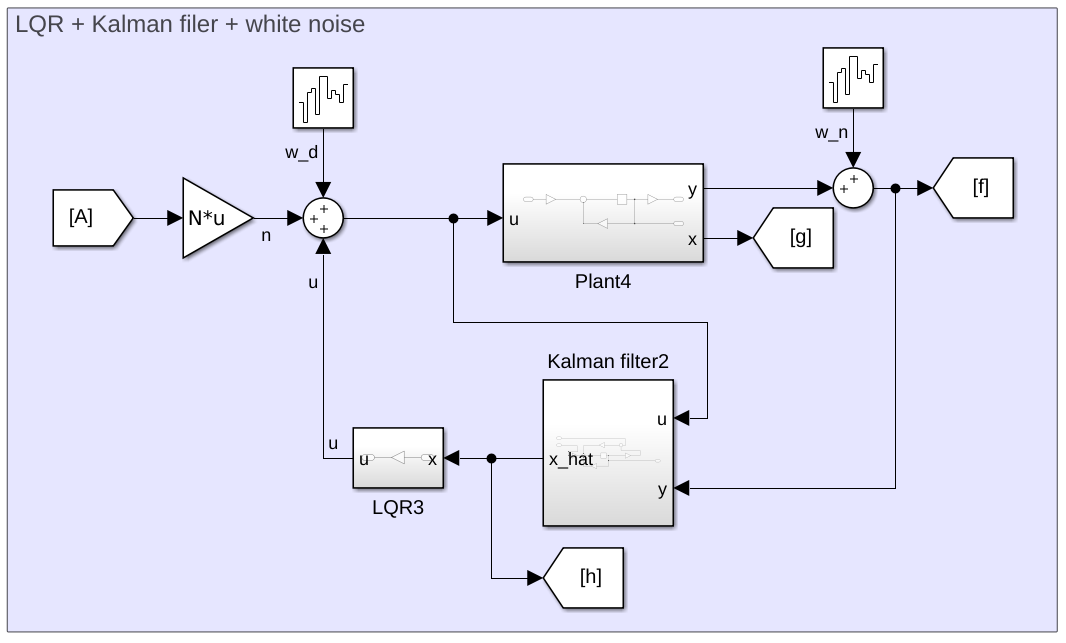 LQR + Kalman filer + white noise
w_d
w_n
[A]
N*u
n
u
y
x
[f]
[g]
Plant4
u
Kalman filter2
u
x_hat
y
u
u
x
LQR3
[h]